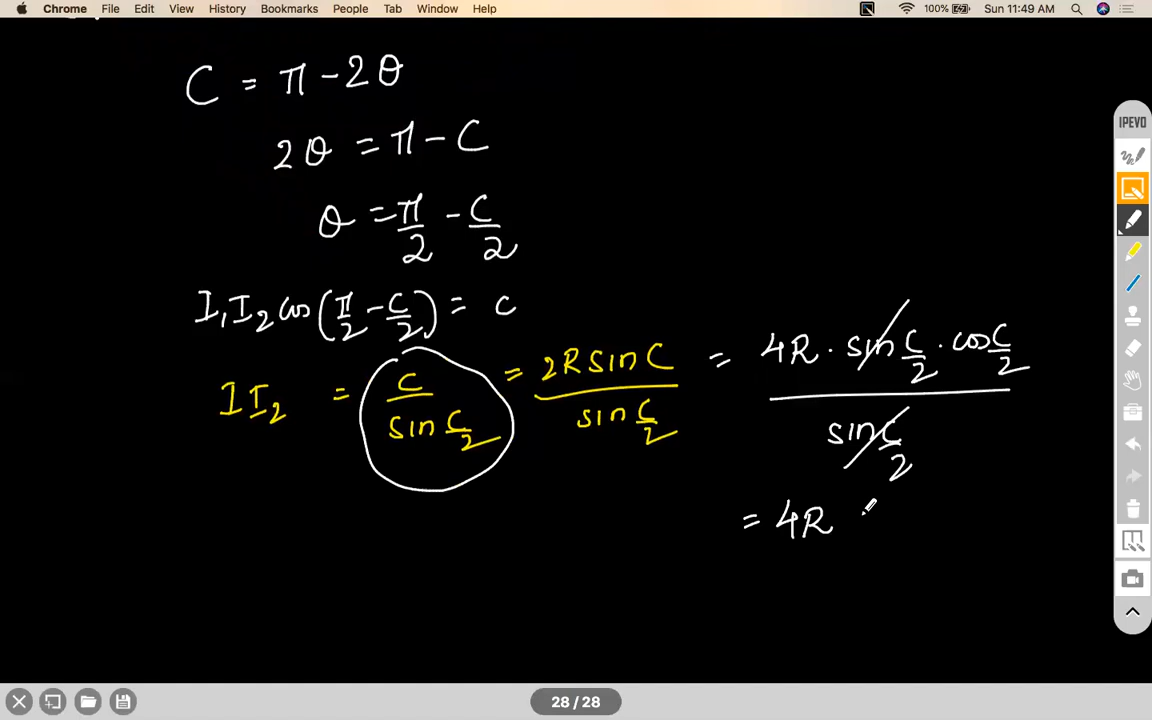 Chrome File Edit View History Bookmarks People Tab Window Help 100% Sun 11:49 AM
C = π - 2θ
2θ = π - C
θ = π/2 - C/2
I₁I₂ cos(π/2 - C/2) = c
II₂ = c / sin C/2 = 2R sin C / sin C/2 = 4R · sin C/2 · cos C/2 / sin C/2
= 4R
IPEVO
28 / 28